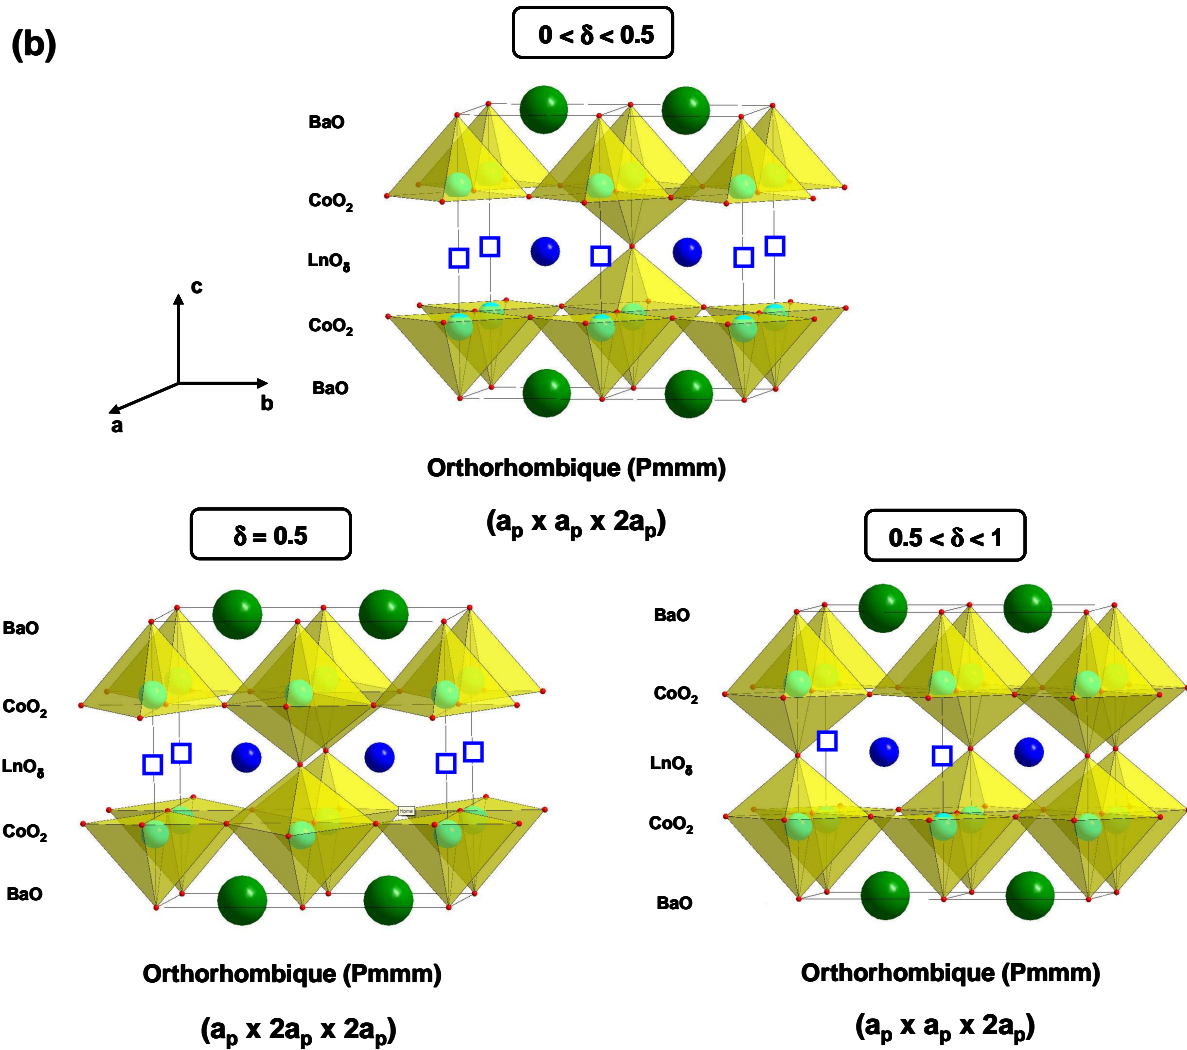 (b)
0 < δ < 0.5
BaO
CoO₂
LnOδ
CoO₂
BaO
c
b
a
Orthorhombique (Pmmm)
(aₚ x aₚ x 2aₚ)
δ = 0.5
BaO
CoO₂
LnOδ
CoO₂
BaO
Orthorhombique (Pmmm)
(aₚ x 2aₚ x 2aₚ)
0.5 < δ < 1
BaO
CoO₂
LnOδ
CoO₂
BaO
Orthorhombique (Pmmm)
(aₚ x aₚ x 2aₚ)